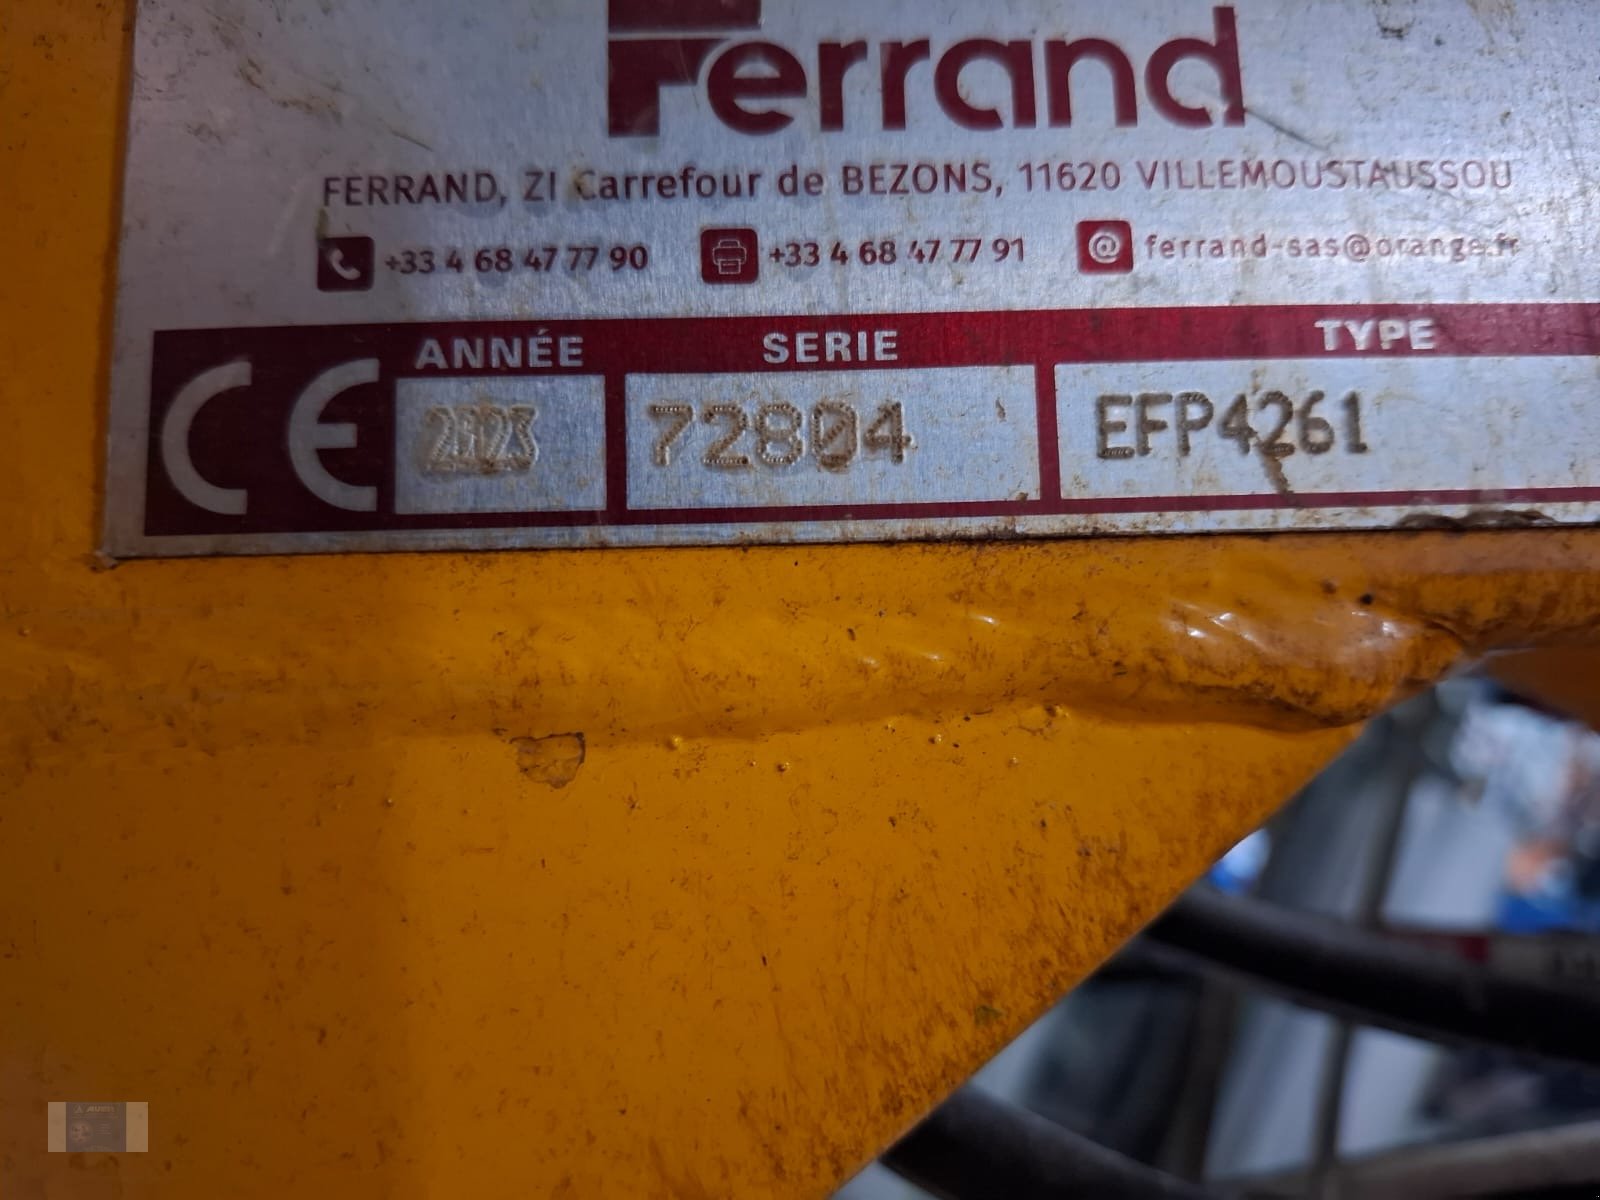 Ferrand
FERRAND, ZI Carrefour de BEZONS, 11620 VILLEMOUSTAUSSOU
+33 4 68 47 77 90 +33 4 68 47 77 91 @ ferrand-sas@orange.fr
CE ANNÉE SERIE TYPE
2023 72804 EFP4261